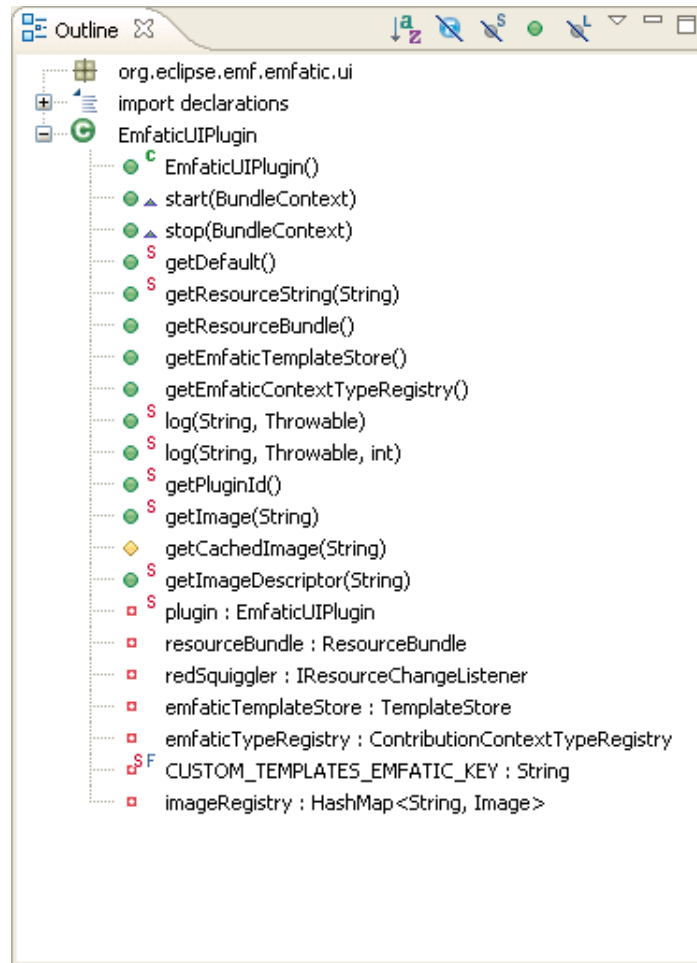 Outline
org.eclipse.emf.emfatic.ui
import declarations
EmfaticUIPlugin
EmfaticUIPlugin()
start(BundleContext)
stop(BundleContext)
getDefault()
getResourceString(String)
getResourceBundle()
getEmfaticTemplateStore()
getEmfaticContextTypeRegistry()
log(String, Throwable)
log(String, Throwable, int)
getPluginId()
getImage(String)
getCachedImage(String)
getImageDescriptor(String)
plugin : EmfaticUIPlugin
resourceBundle : ResourceBundle
redSquiggler : IResourceChangeListener
emfaticTemplateStore : TemplateStore
emfaticTypeRegistry : ContributionContextTypeRegistry
CUSTOM_TEMPLATES_EMFATIC_KEY : String
imageRegistry : HashMap<String, Image>